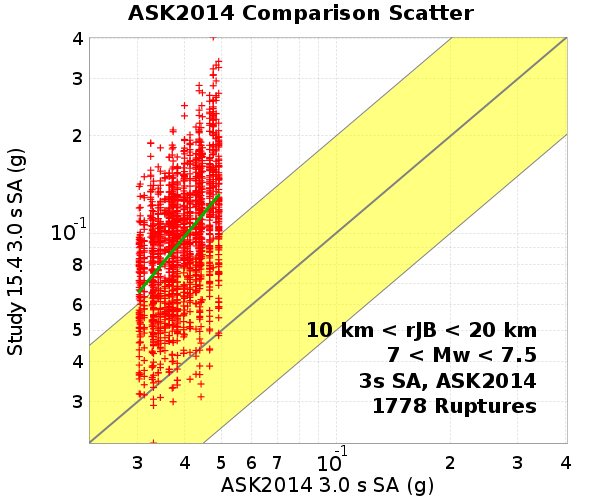 ASK2014 Comparison Scatter
4
3
2
10-1
8
6
5
4
3
Study 15.4 3.0 s SA (g)
10 km < rJB < 20 km
7 < Mw < 7.5
3s SA, ASK2014
1778 Ruptures
3 4 5 6 7 10-1 2 3 4
ASK2014 3.0 s SA (g)